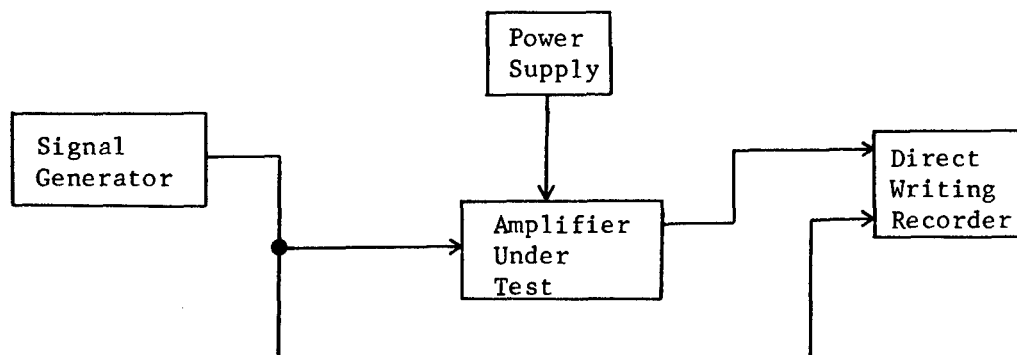 Power
Supply
Signal
Generator
Direct
Writing
Recorder
Amplifier
Under
Test